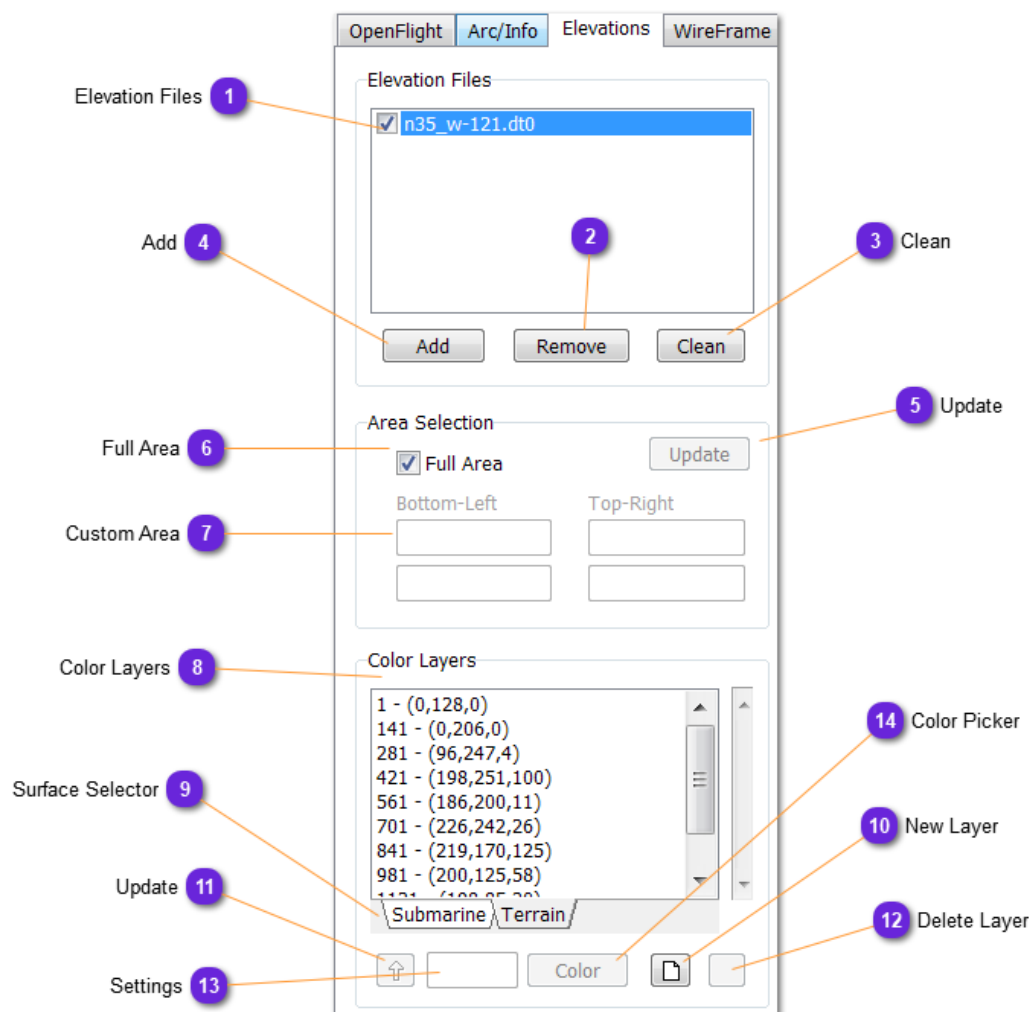 OpenFlight Arc/Info Elevations WireFrame
Elevation Files
Elevation Files 1
n35_w-121.dt0
Add 4
2
3 Clean
Add Remove Clean
5 Update
Area Selection
Full Area 6
Full Area
Update
Bottom-Left Top-Right
Custom Area 7
Color Layers
Color Layers 8
1 - (0,128,0)
141 - (0,206,0)
14 Color Picker
281 - (96,247,4)
421 - (198,251,100)
Surface Selector 9
561 - (186,200,11)
701 - (226,242,26)
10 New Layer
841 - (219,170,125)
981 - (200,125,58)
Update 11
Submarine Terrain
12 Delete Layer
Color
Settings 13